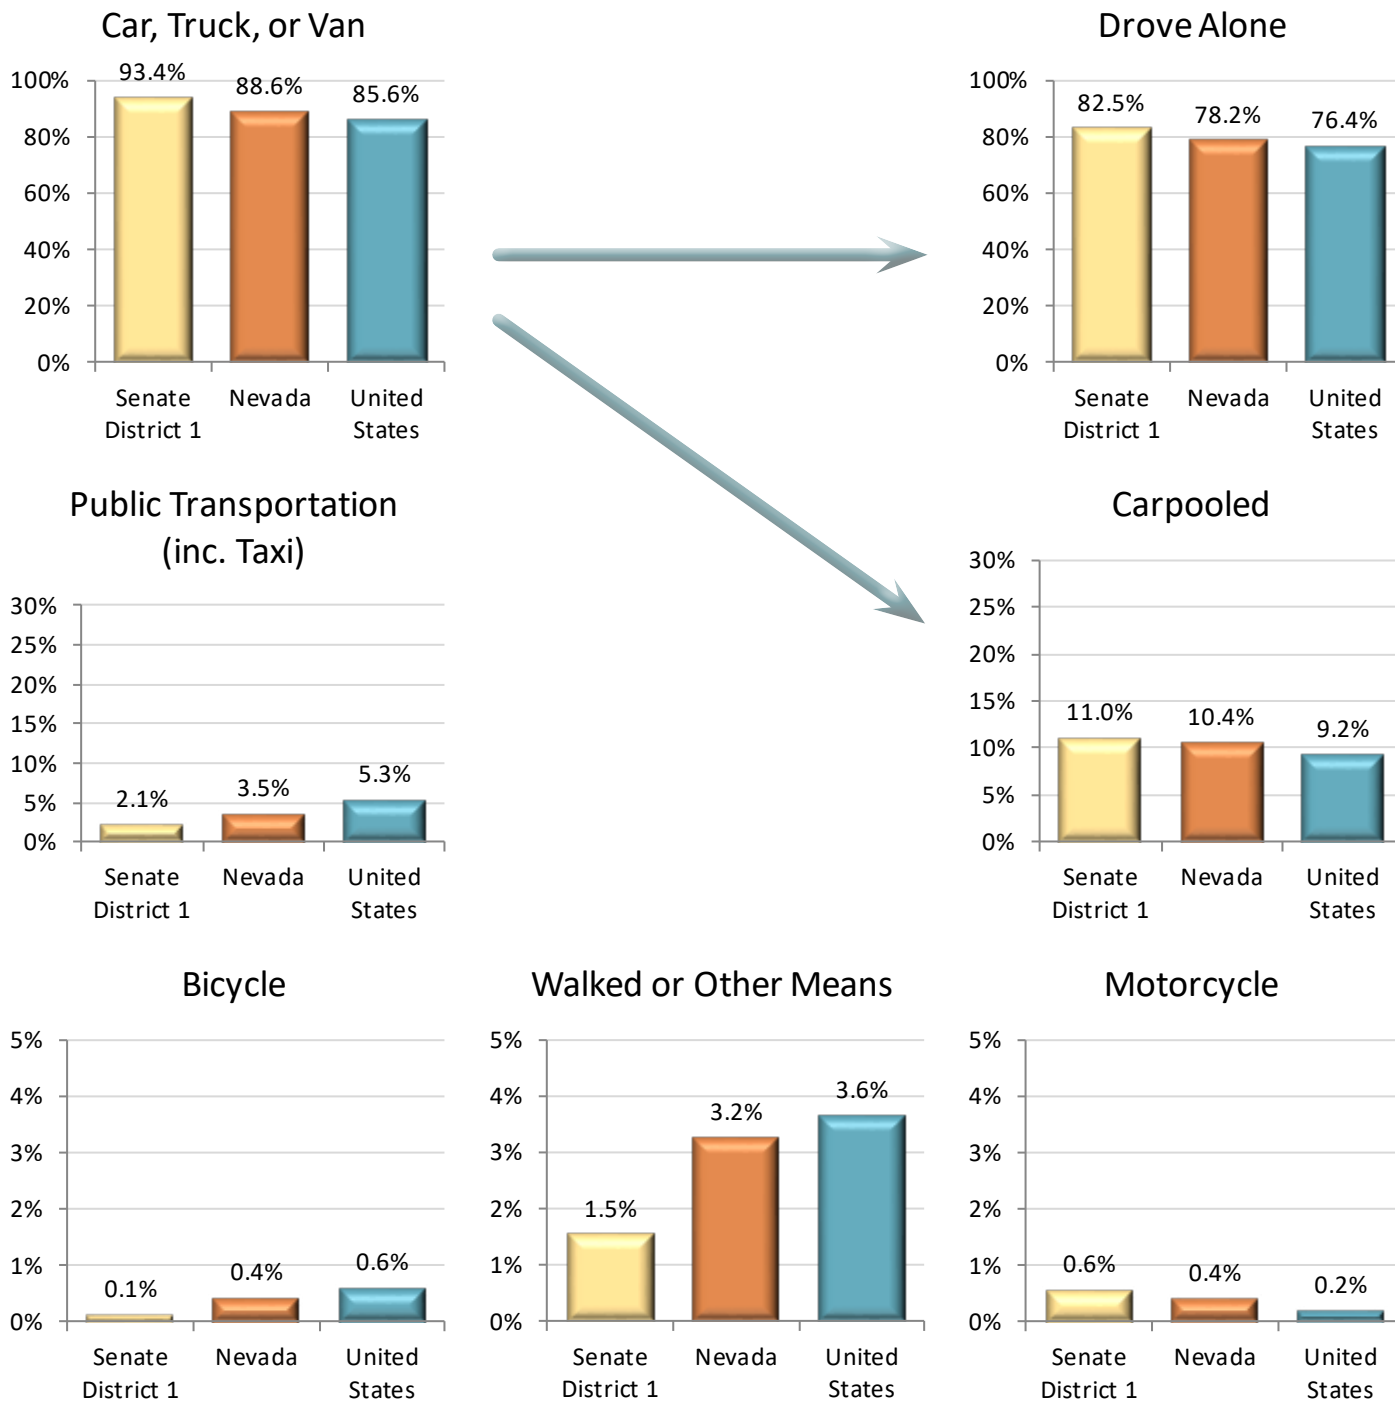 Car, Truck, or Van
93.4%
88.6%
85.6%
100%
80%
60%
40%
20%
0%
Senate
District 1
Nevada
United
States
Drove Alone
82.5%
78.2%
76.4%
100%
80%
60%
40%
20%
0%
Senate
District 1
Nevada
United
States
Public Transportation
(inc. Taxi)
30%
25%
20%
15%
10%
5%
0%
2.1%
3.5%
5.3%
Senate
District 1
Nevada
United
States
Carpooled
30%
25%
20%
15%
10%
5%
0%
11.0%
10.4%
9.2%
Senate
District 1
Nevada
United
States
Bicycle
5%
4%
3%
2%
1%
0%
0.1%
0.4%
0.6%
Senate
District 1
Nevada
United
States
Walked or Other Means
5%
4%
3%
2%
1%
0%
1.5%
3.2%
3.6%
Senate
District 1
Nevada
United
States
Motorcycle
5%
4%
3%
2%
1%
0%
0.6%
0.4%
0.2%
Senate
District 1
Nevada
United
States